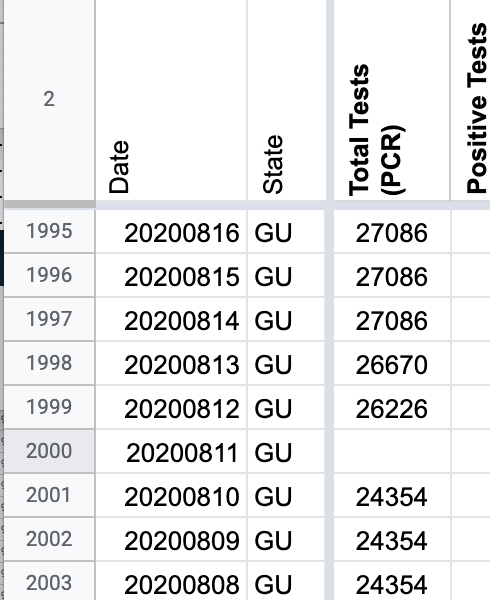 2 Date State Total Tests (PCR) Positive Tests
1995 20200816 GU 27086
1996 20200815 GU 27086
1997 20200814 GU 27086
1998 20200813 GU 26670
1999 20200812 GU 26226
2000 20200811 GU
2001 20200810 GU 24354
2002 20200809 GU 24354
2003 20200808 GU 24354